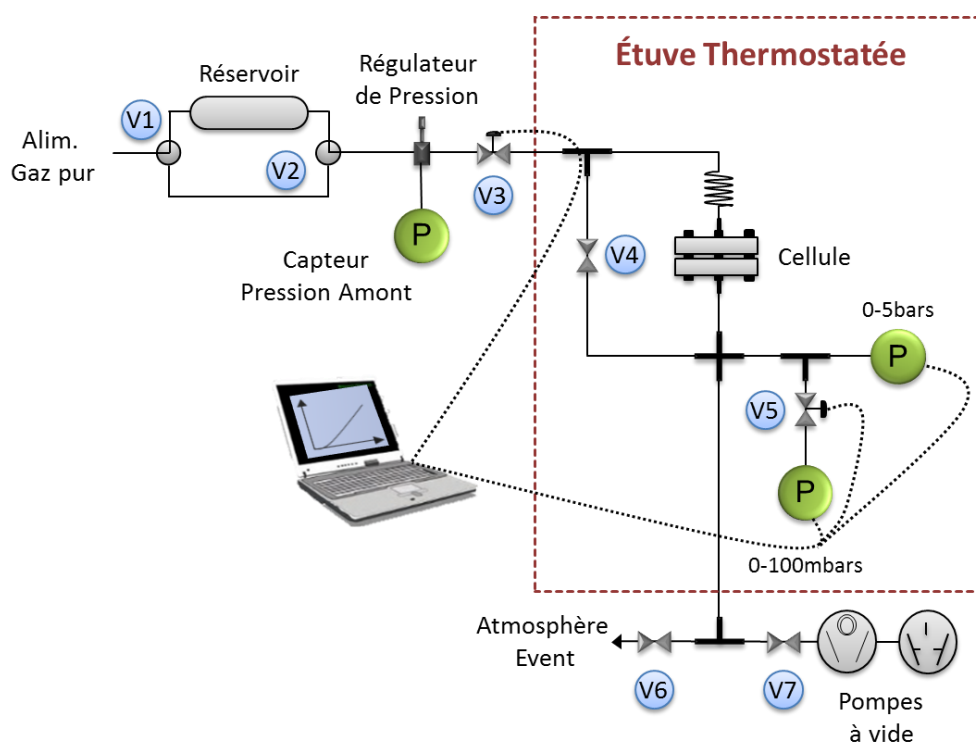 Étuve Thermostatée
Réservoir
Régulateur
de Pression
V1
Alim.
Gaz pur
V2
V3
P
Capteur
Pression Amont
V4
Cellule
0-5bars
P
V5
P
0-100mbars
Atmosphère
Event
V6
V7
Pompes
à vide